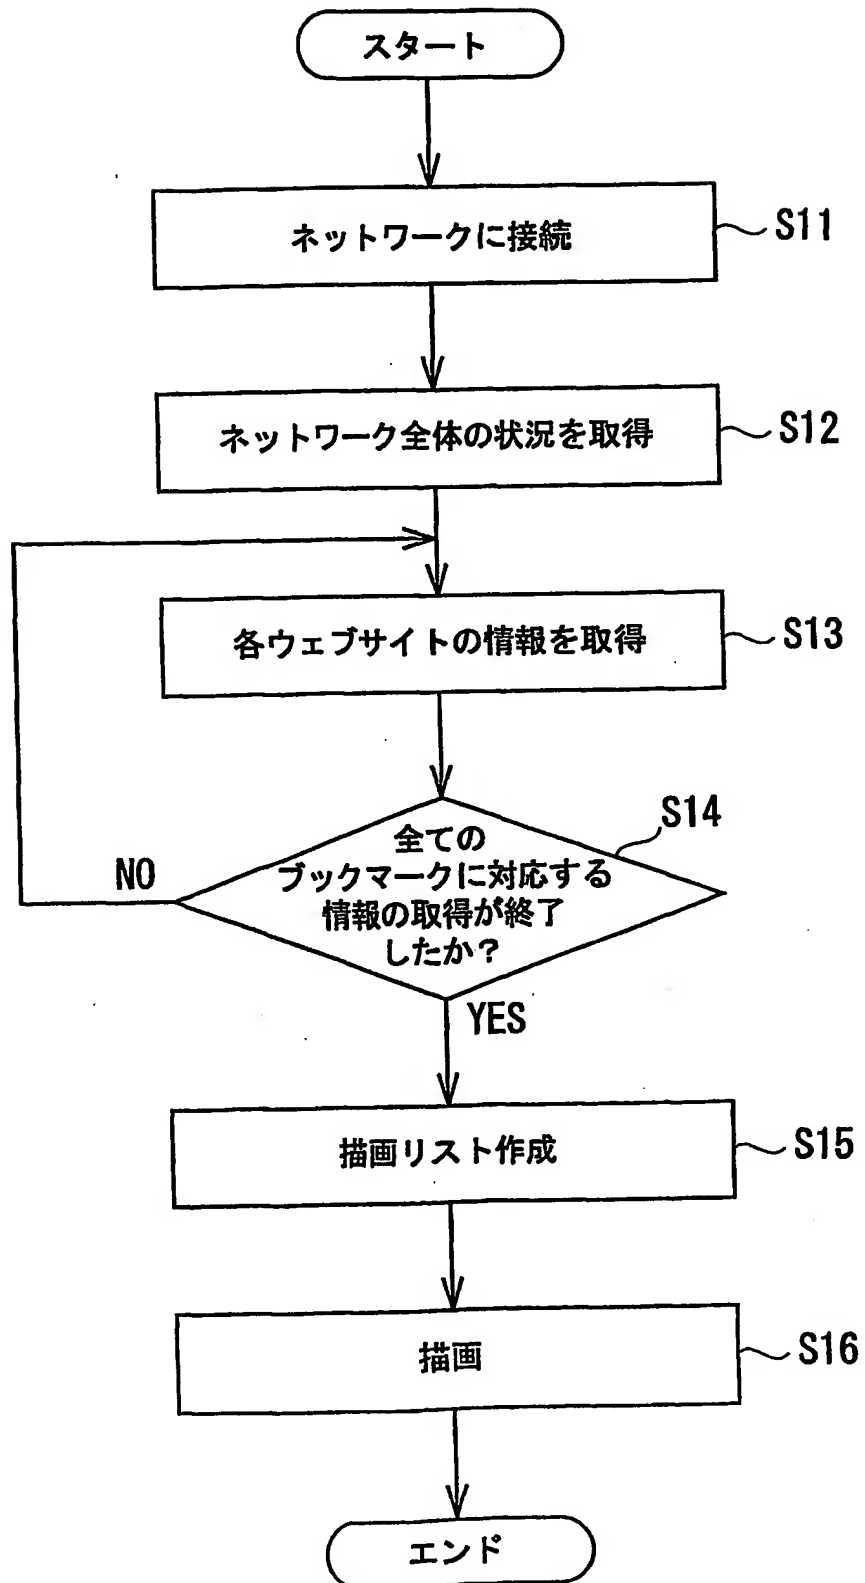 スタート
ネットワークに接続
S11
ネットワーク全体の状況を取得
S12
各ウェブサイトの情報を取得
S13
S14
全ての
ブックマークに対応する
情報の取得が終了
したか？
NO
YES
描画リスト作成
S15
描画
S16
エンド